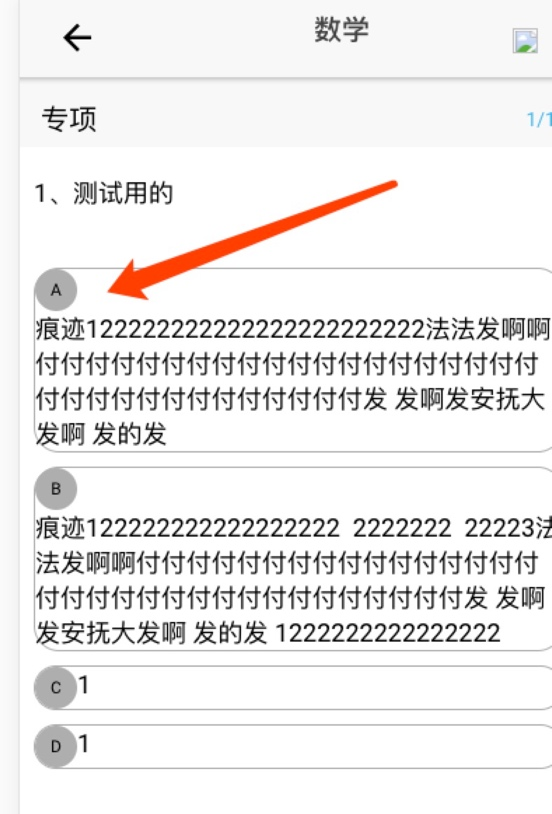 数学
专项
1/1
1、测试用的
A
痕迹122222222222222222222222法法发啊啊
付付付付付付付付付付付付付付付付付付付付
付付付付付付付付付付付付付发 发啊发安抚大
发啊 发的发
B
痕迹122222222222222222 2222222 22223法
法发啊啊付付付付付付付付付付付付付付付付
付付付付付付付付付付付付付付付付付发 发啊
发安抚大发啊 发的发 1222222222222222
C 1
D 1